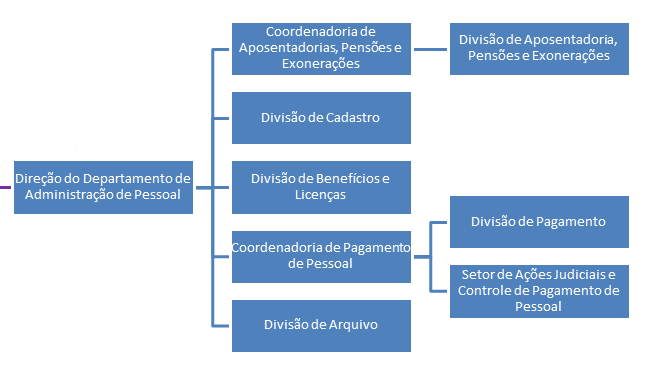 Coordenadoria de
Aposentadorias, Pensões e
Exonerações
Divisão de Aposentadoria,
Pensões e Exonerações
Divisão de Cadastro
Direção do Departamento de
Administração de Pessoal
Divisão de Benefícios e
Licenças
Coordenadoria de Pagamento
de Pessoal
Divisão de Pagamento
Setor de Ações Judiciais e
Controle de Pagamento de
Pessoal
Divisão de Arquivo